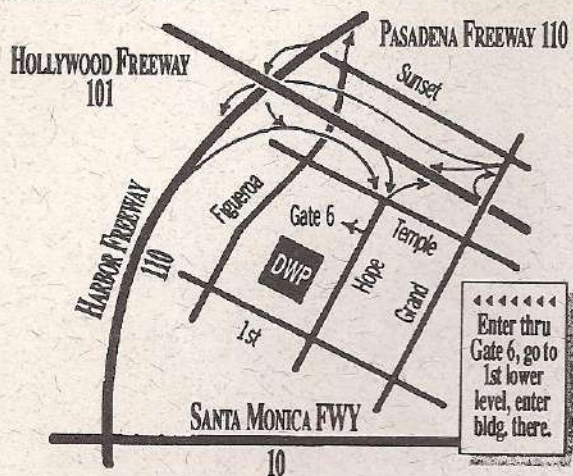 PASADENA FREEWAY 110
HOLLYWOOD FREEWAY
101
Sunset
HARBOR FREEWAY
110
Figueroa
Gate 6
DWP
Temple
Hope
Grand
1st
◄◄◄◄◄◄◄
Enter thru
Gate 6, go to
1st lower
level, enter
bldg. there.
SANTA MONICA FWY
10